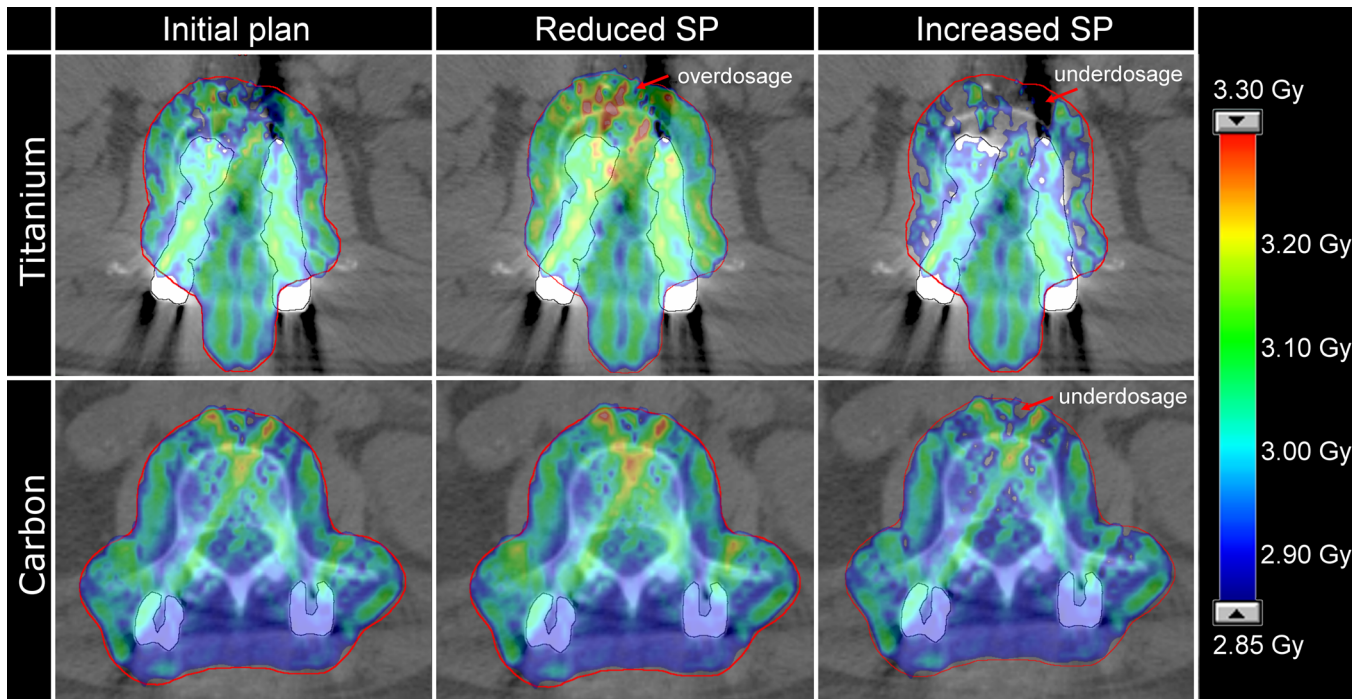 Initial plan
Reduced SP
Increased SP
Titanium
overdosage
underdosage
Carbon
underdosage
3.30 Gy
3.20 Gy
3.10 Gy
3.00 Gy
2.90 Gy
2.85 Gy